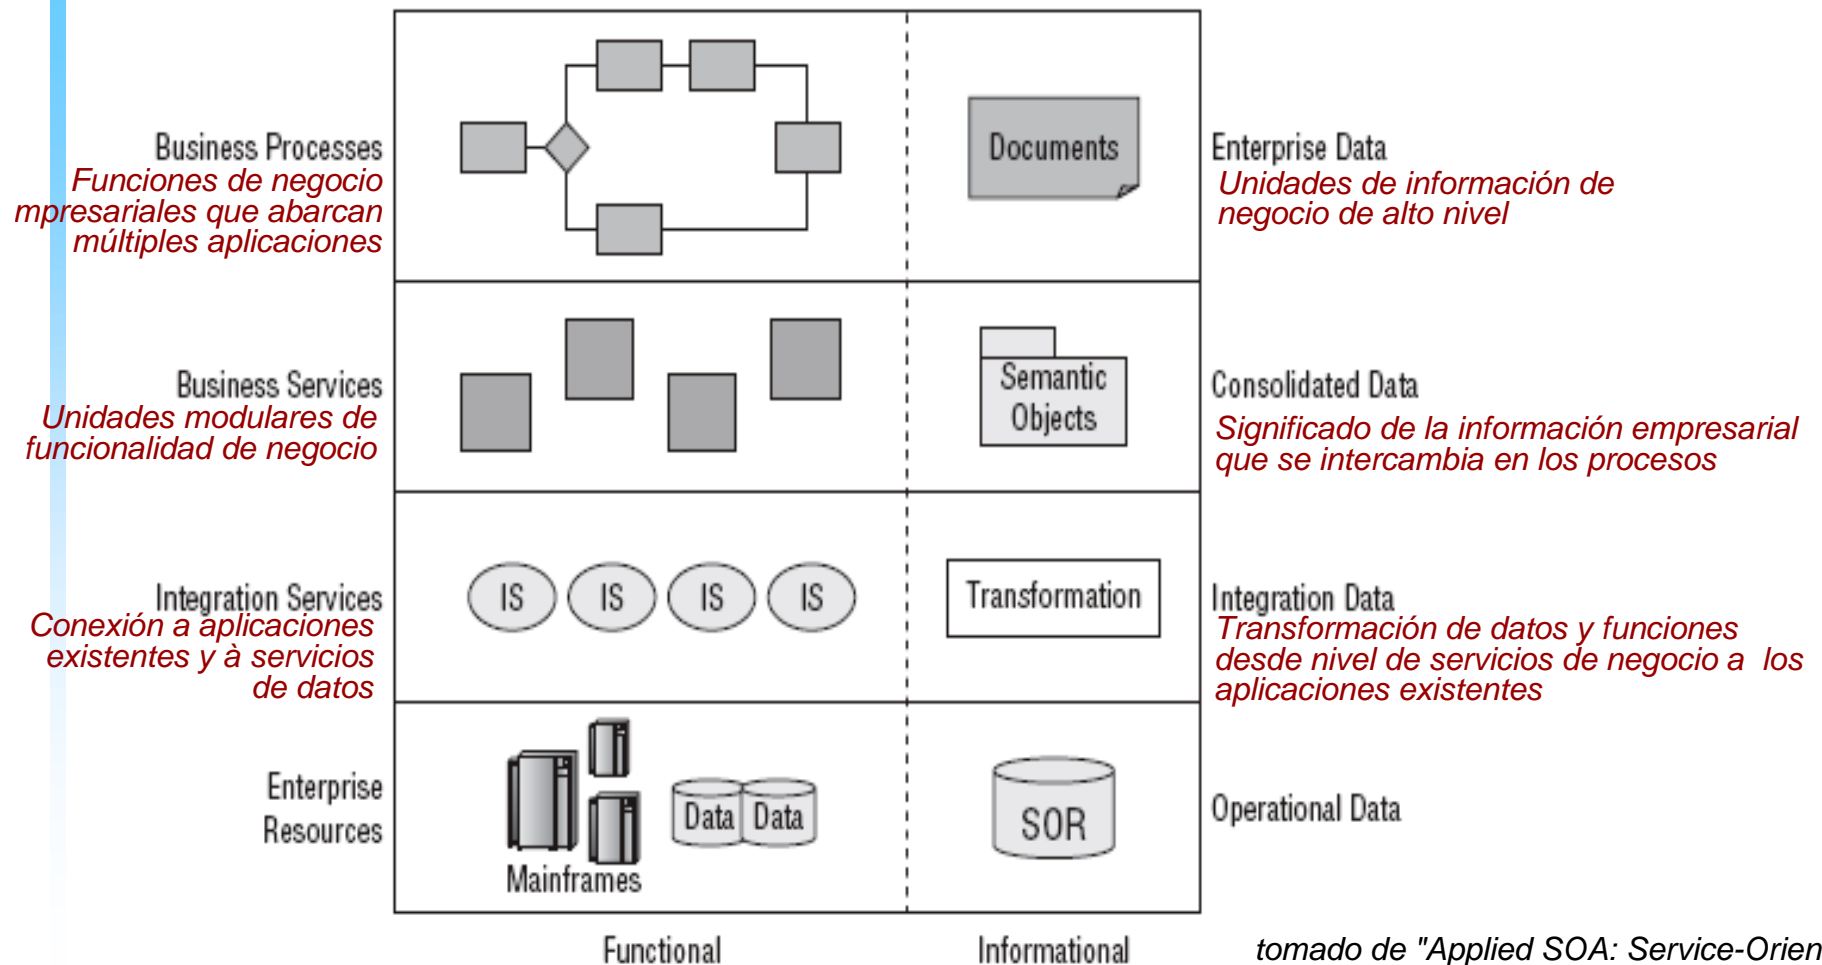 Business Processes
Funciones de negocio
mpresariales que abarcan
múltiples aplicaciones
Documents
Enterprise Data
Unidades de información de
negocio de alto nivel
Business Services
Unidades modulares de
funcionalidad de negocio
Semantic
Objects
Consolidated Data
Significado de la información empresarial
que se intercambia en los procesos
Integration Services
Conexión a aplicaciones
existentes y à servicios
de datos
IS IS IS IS
Transformation
Integration Data
Transformación de datos y funciones
desde nivel de servicios de negocio a los
aplicaciones existentes
Enterprise
Resources
Mainframes
Data Data
SOR
Operational Data
Functional
Informational
tomado de "Applied SOA: Service-Orien